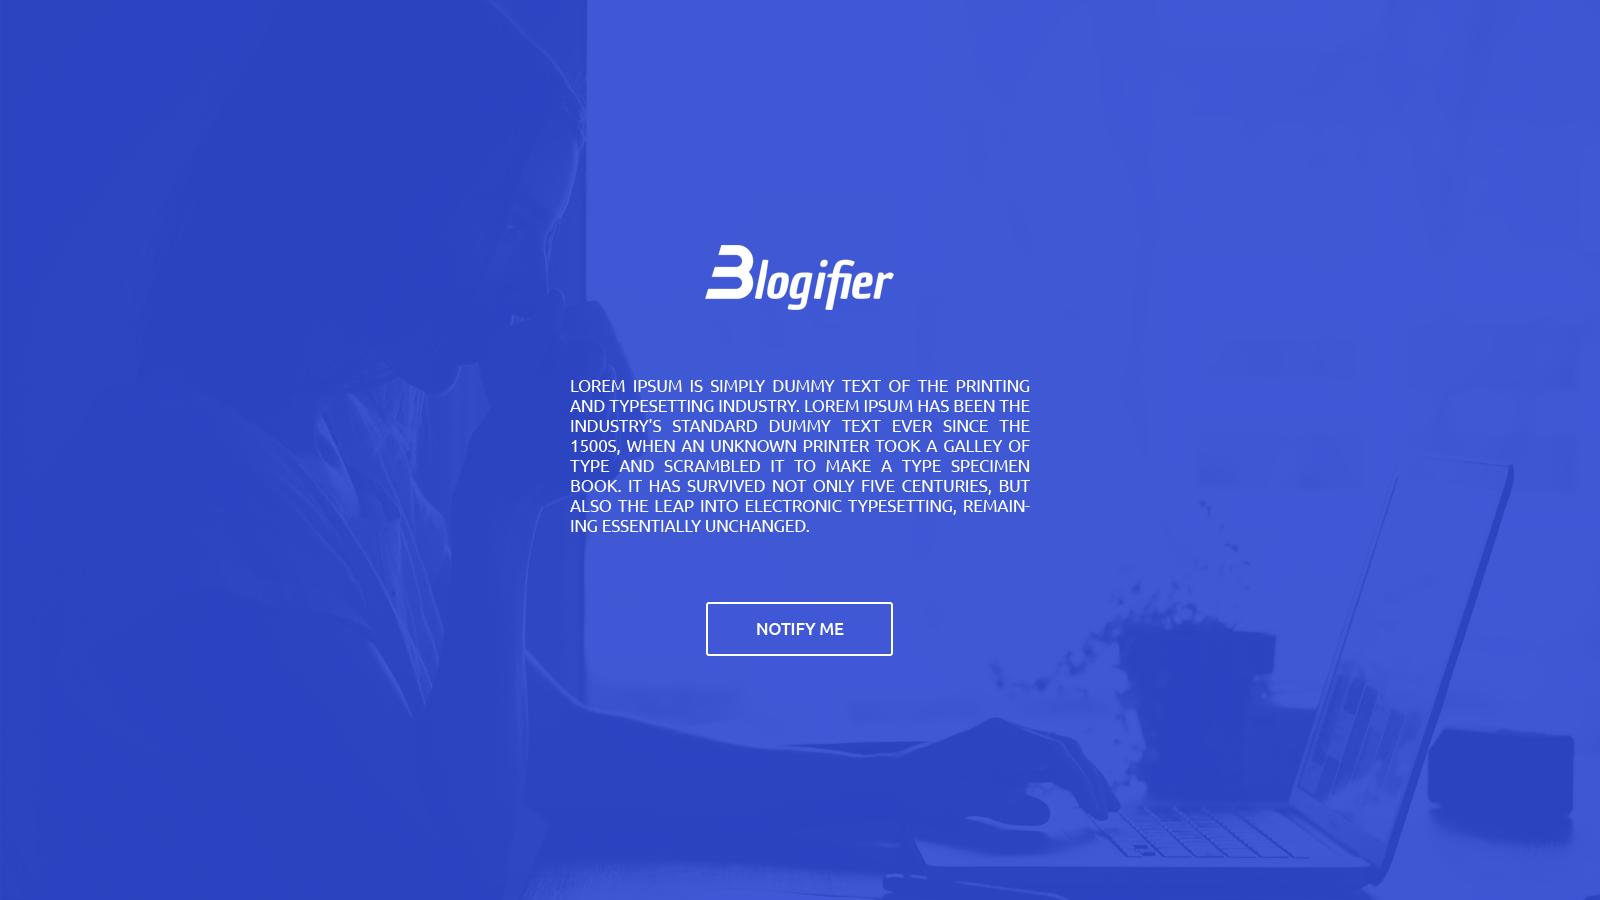 Blogifier
LOREM IPSUM IS SIMPLY DUMMY TEXT OF THE PRINTING
AND TYPESETTING INDUSTRY. LOREM IPSUM HAS BEEN THE
INDUSTRY'S STANDARD DUMMY TEXT EVER SINCE THE
1500S, WHEN AN UNKNOWN PRINTER TOOK A GALLEY OF
TYPE AND SCRAMBLED IT TO MAKE A TYPE SPECIMEN
BOOK. IT HAS SURVIVED NOT ONLY FIVE CENTURIES, BUT
ALSO THE LEAP INTO ELECTRONIC TYPESETTING, REMAIN-
ING ESSENTIALLY UNCHANGED.
NOTIFY ME